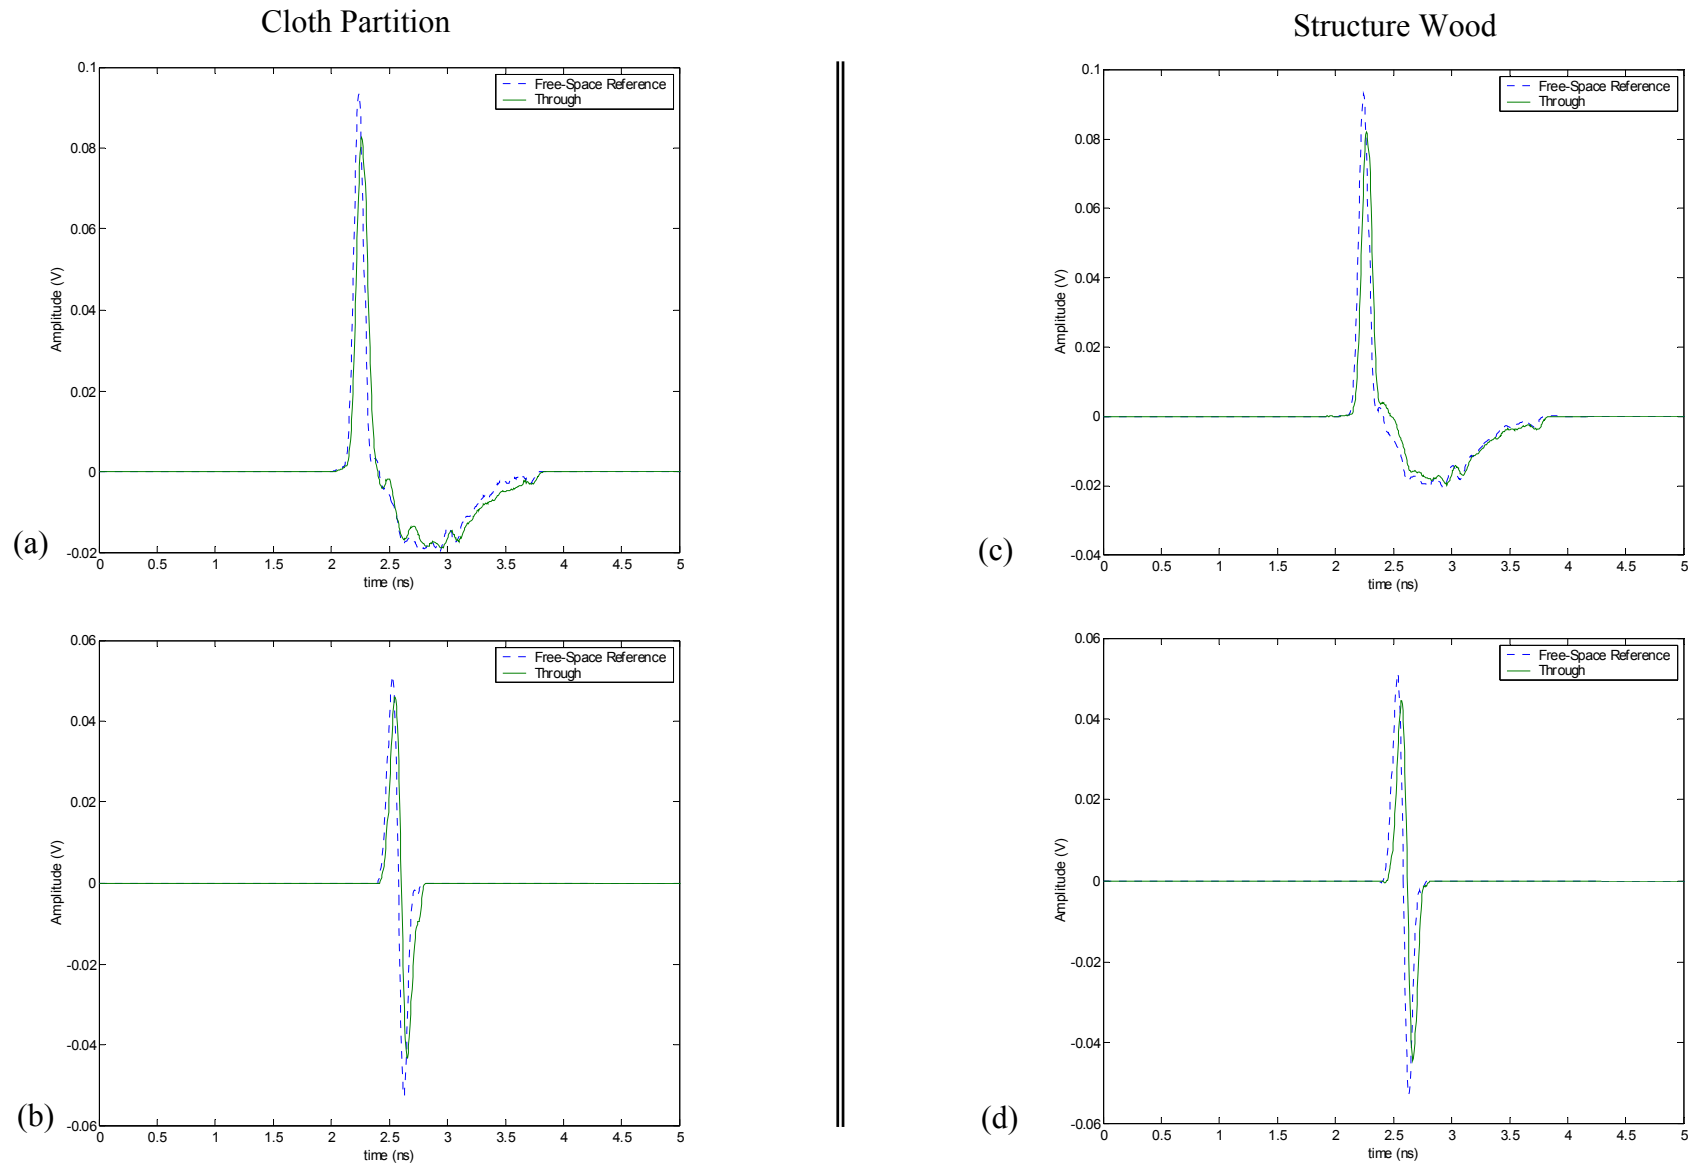 Cloth Partition
Structure Wood
0.1
0.08
0.06
0.04
0.02
0
-0.02
Amplitude (V)
Free-Space Reference
Through
0 0.5 1 1.5 2 2.5 3 3.5 4 4.5 5
time (ns)
(a)
0.1
0.08
0.06
0.04
0.02
0
-0.02
-0.04
Amplitude (V)
Free-Space Reference
Through
0 0.5 1 1.5 2 2.5 3 3.5 4 4.5 5
time (ns)
(c)
0.06
0.04
0.02
0
-0.02
-0.04
-0.06
Amplitude (V)
Free-Space Reference
Through
0 0.5 1 1.5 2 2.5 3 3.5 4 4.5 5
time (ns)
(b)
0.06
0.04
0.02
0
-0.02
-0.04
-0.06
Amplitude (V)
Free-Space Reference
Through
0 0.5 1 1.5 2 2.5 3 3.5 4 4.5 5
time (ns)
(d)